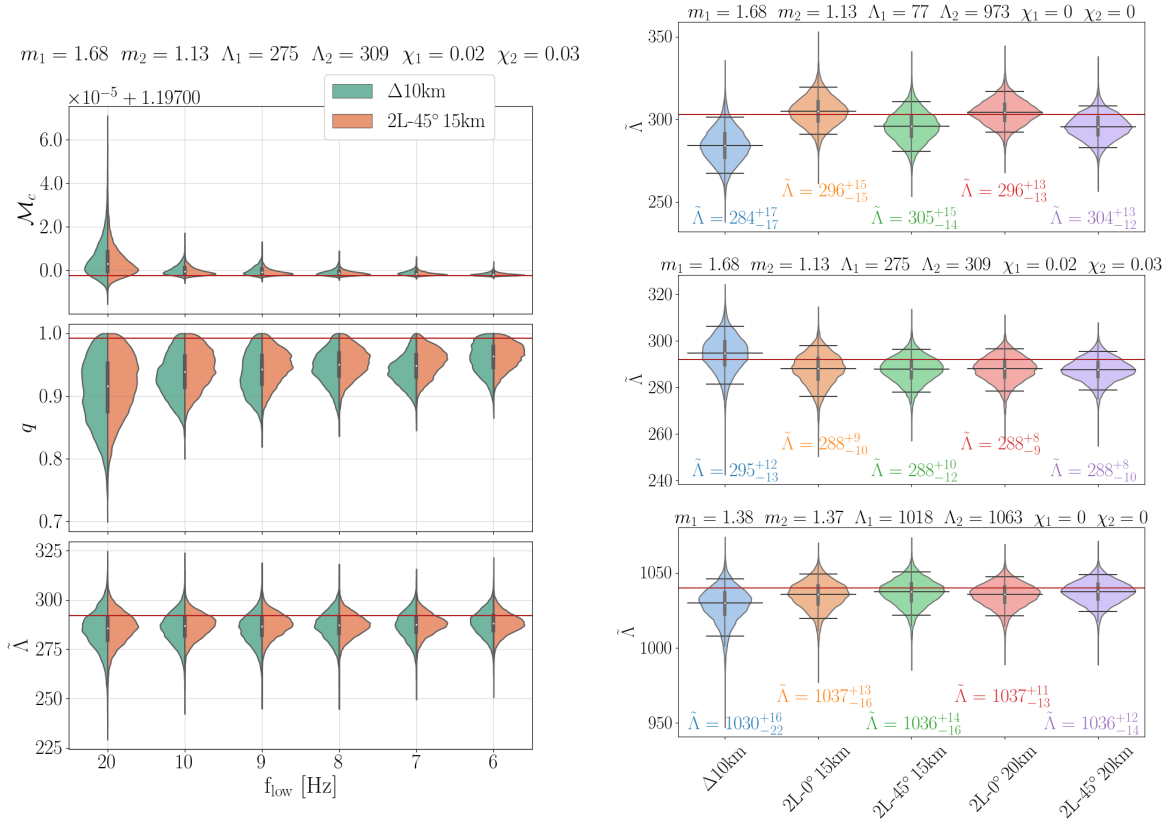 m₁ = 1.68 m₂ = 1.13 Λ₁ = 275 Λ₂ = 309 χ₁ = 0.02 χ₂ = 0.03
×10⁻⁵ + 1.19700
Δ10km
2L-45° 15km
6.0
4.0
2.0
0.0
ℳ_c
1.0
0.9
0.8
0.7
q
325
300
275
250
225
Λ̃
20 10 9 8 7 6
f_low [Hz]
m₁ = 1.68 m₂ = 1.13 Λ₁ = 77 Λ₂ = 973 χ₁ = 0 χ₂ = 0
350
300
250
Λ̃
Λ̃ = 296⁺¹⁵₋₁₅ Λ̃ = 296⁺¹³₋₁₃
Λ̃ = 284⁺¹⁷₋₁₇ Λ̃ = 305⁺¹⁵₋₁₄ Λ̃ = 304⁺¹³₋₁₂
m₁ = 1.68 m₂ = 1.13 Λ₁ = 275 Λ₂ = 309 χ₁ = 0.02 χ₂ = 0.03
320
300
280
260
240
Λ̃
Λ̃ = 288⁺⁹₋₁₀ Λ̃ = 288⁺⁸₋₉
Λ̃ = 295⁺¹²₋₁₃ Λ̃ = 288⁺¹⁰₋₁₂ Λ̃ = 288⁺⁸₋₁₀
m₁ = 1.38 m₂ = 1.37 Λ₁ = 1018 Λ₂ = 1063 χ₁ = 0 χ₂ = 0
1050
1000
950
Λ̃
Λ̃ = 1037⁺¹³₋₁₆ Λ̃ = 1037⁺¹¹₋₁₃
Λ̃ = 1030⁺¹⁶₋₂₂ Λ̃ = 1036⁺¹⁴₋₁₆ Λ̃ = 1036⁺¹²₋₁₄
Δ10km
2L-0° 15km
2L-45° 15km
2L-0° 20km
2L-45° 20km